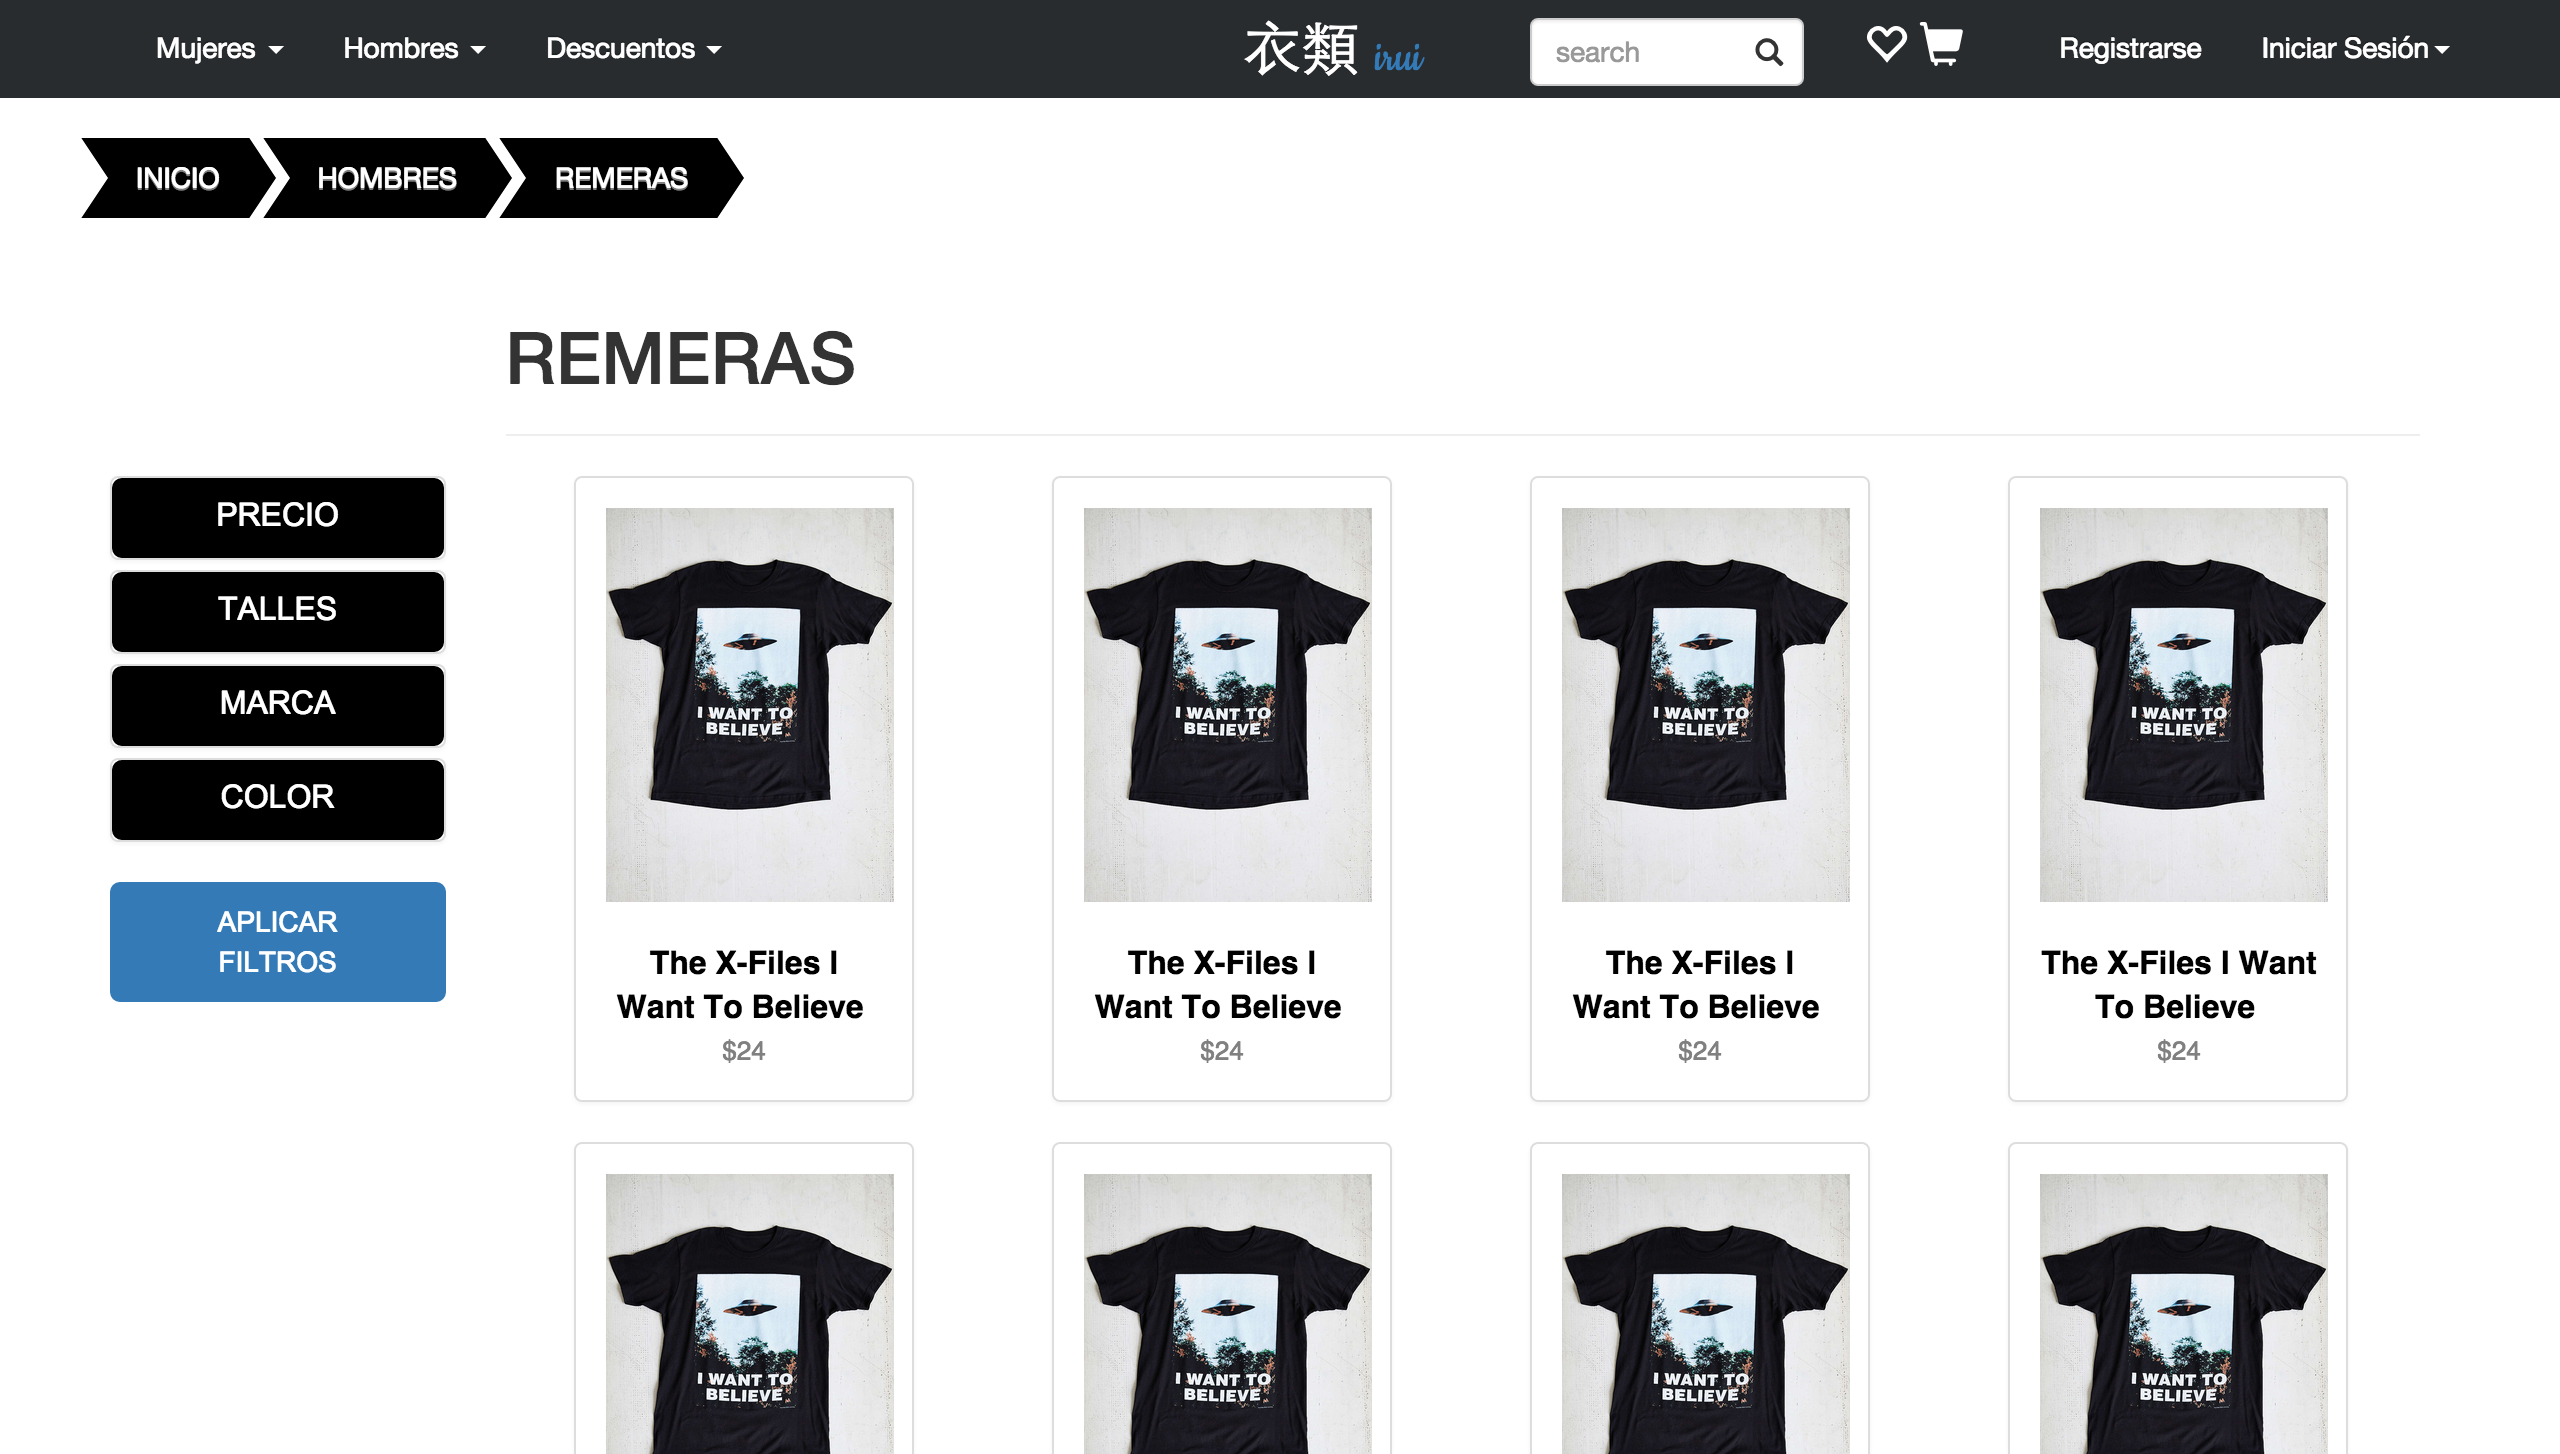 Mujeres Hombres Descuentos 衣類 irui search Registrarse Iniciar Sesión
INICIO HOMBRES REMERAS
REMERAS
PRECIO
TALLES
MARCA
COLOR
APLICAR
FILTROS
I WANT TO
BELIEVE
The X-Files I
Want To Believe
$24
I WANT TO
BELIEVE
The X-Files I
Want To Believe
$24
I WANT TO
BELIEVE
The X-Files I
Want To Believe
$24
I WANT TO
BELIEVE
The X-Files I Want
To Believe
$24
I WANT TO
BELIEVE
I WANT TO
BELIEVE
I WANT TO
BELIEVE
I WANT TO
BELIEVE